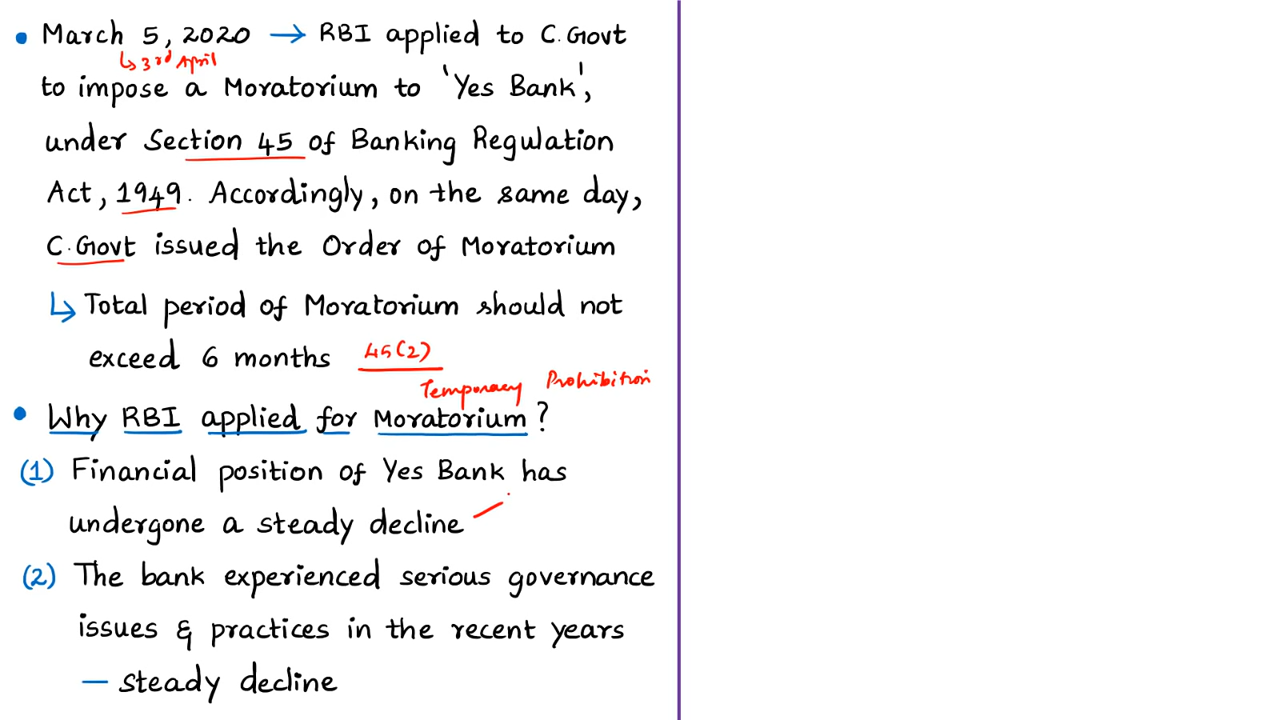 • March 5, 2020 → RBI applied to C.Govt
↳ 3rd April
to impose a Moratorium to 'Yes Bank',
under Section 45 of Banking Regulation
Act, 1949. Accordingly, on the same day,
C.Govt issued the Order of Moratorium
↳ Total period of Moratorium should not
exceed 6 months 45(2)
Temporary Prohibition
• Why RBI applied for Moratorium?
(1) Financial position of Yes Bank has
undergone a steady decline
(2) The bank experienced serious governance
issues & practices in the recent years
— steady decline